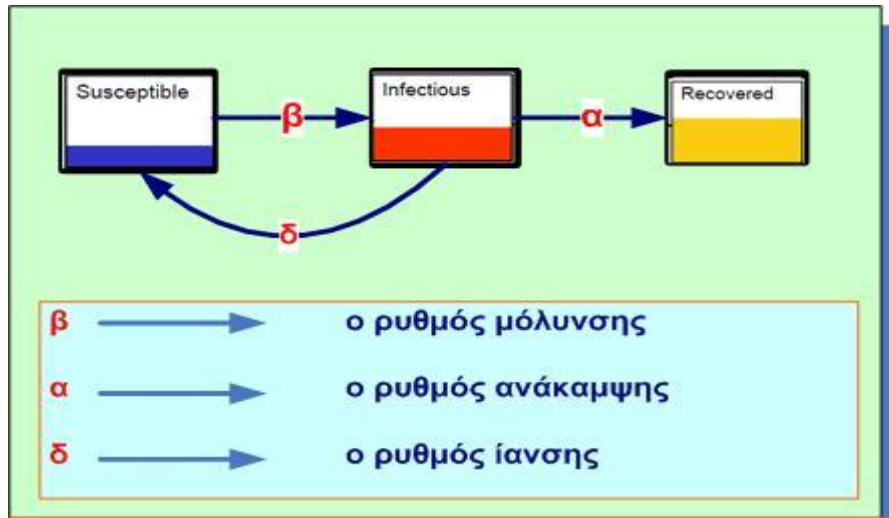 Susceptible
Infectious
Recovered
β
α
δ
β ο ρυθμός μόλυνσης
α ο ρυθμός ανάκαμψης
δ ο ρυθμός ίανσης